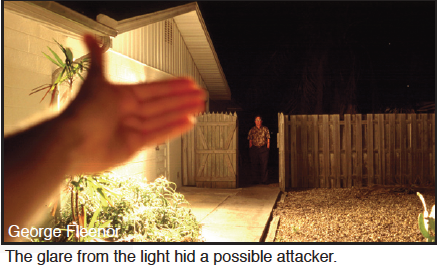 George Fleenor
The glare from the light hid a possible attacker.